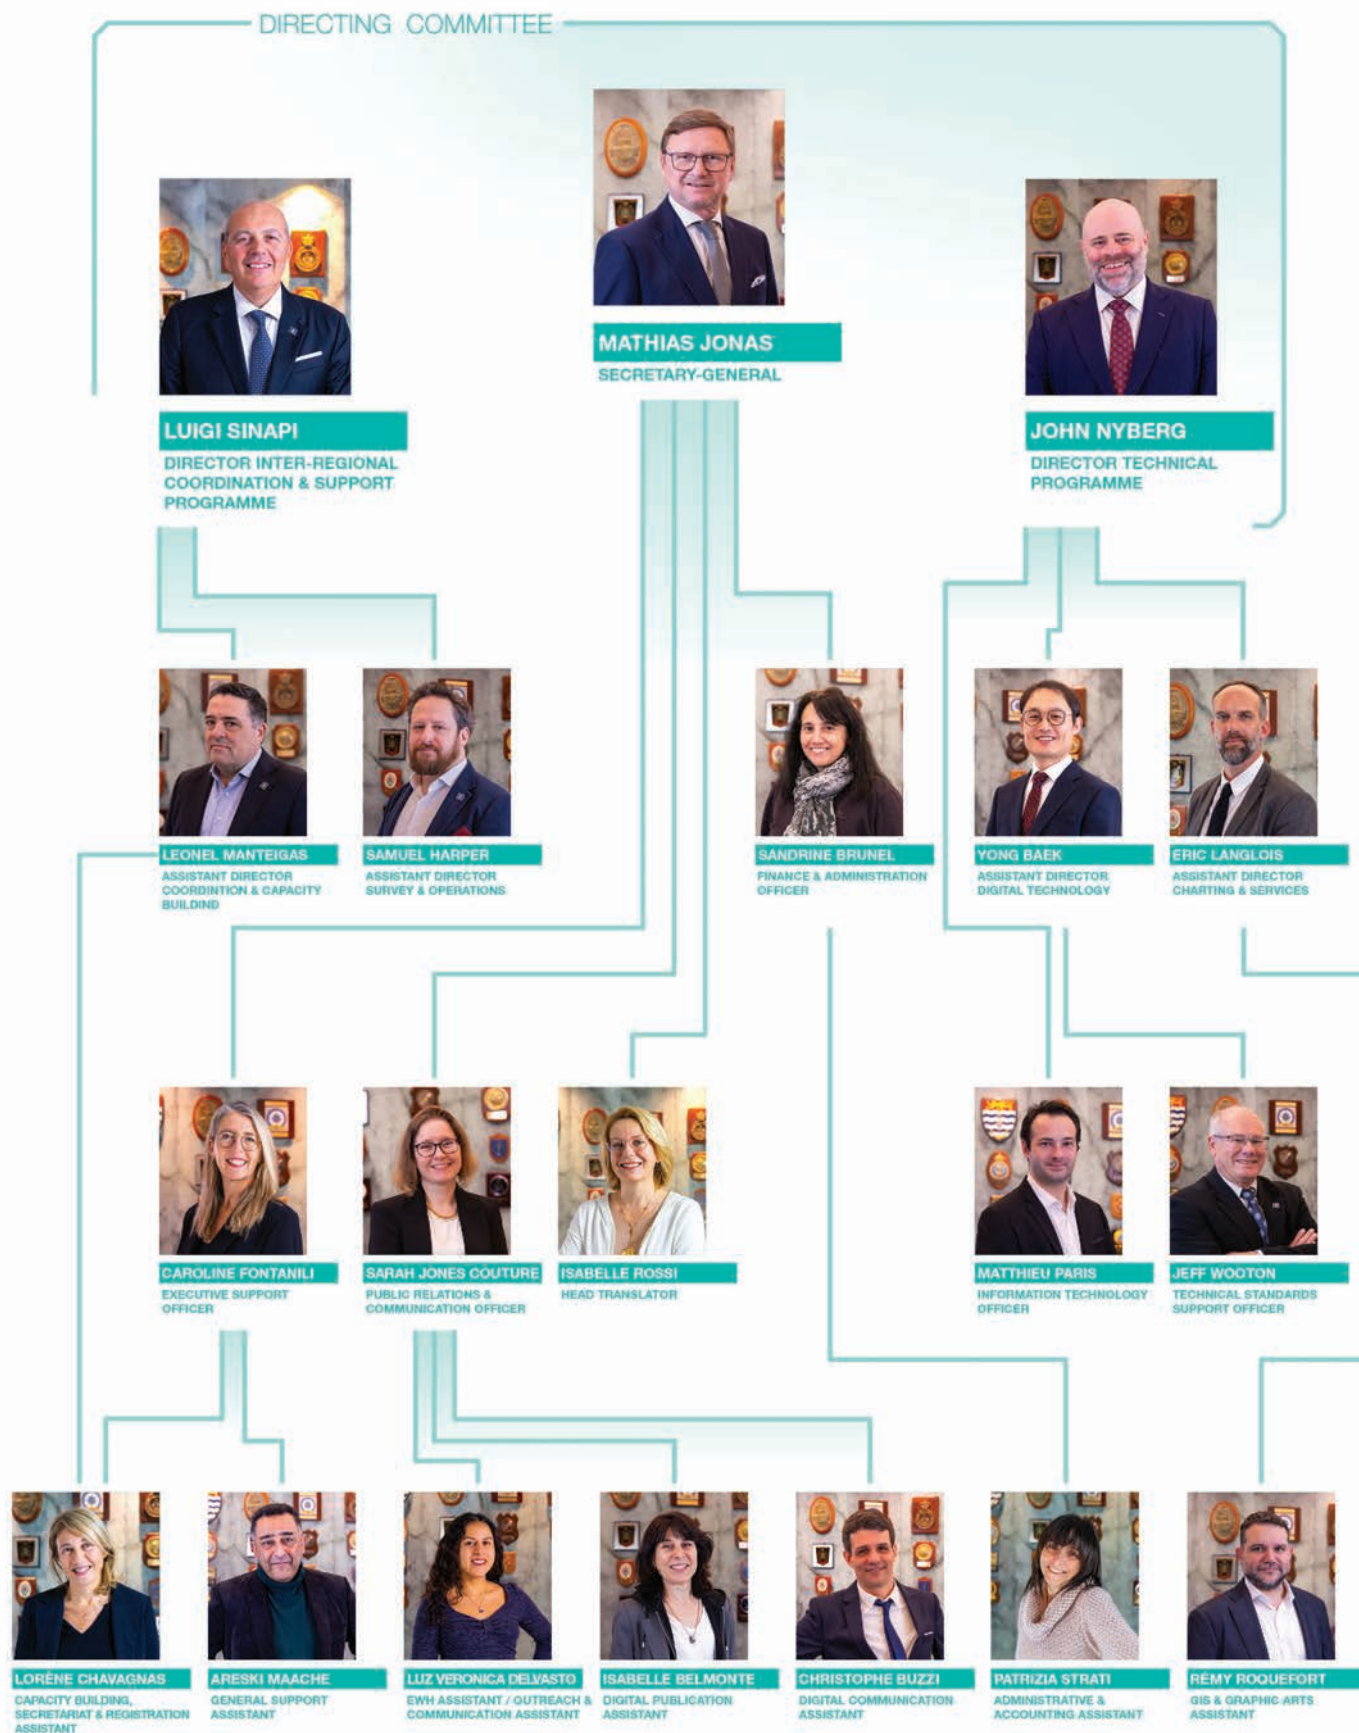 DIRECTING COMMITTEE
MATHIAS JONAS
SECRETARY-GENERAL
LUIGI SINAPI
DIRECTOR INTER-REGIONAL
COORDINATION & SUPPORT
PROGRAMME
JOHN NYBERG
DIRECTOR TECHNICAL
PROGRAMME
LEONEL MANTEIGAS
ASSISTANT DIRECTOR
COORDINTION & CAPACITY
BUILDIND
SAMUEL HARPER
ASSISTANT DIRECTOR
SURVEY & OPERATIONS
SANDRINE BRUNEL
FINANCE & ADMINISTRATION
OFFICER
YONG BAEK
ASSISTANT DIRECTOR
DIGITAL TECHNOLOGY
ERIC LANGLOIS
ASSISTANT DIRECTOR
CHARTING & SERVICES
CAROLINE FONTANILI
EXECUTIVE SUPPORT
OFFICER
SARAH JONES COUTURE
PUBLIC RELATIONS &
COMMUNICATION OFFICER
ISABELLE ROSSI
HEAD TRANSLATOR
MATTHIEU PARIS
INFORMATION TECHNOLOGY
OFFICER
JEFF WOOTON
TECHNICAL STANDARDS
SUPPORT OFFICER
LORÈNE CHAVAGNAS
CAPACITY BUILDING,
SECRETARIAT & REGISTRATION
ASSISTANT
ARESKI MAACHE
GENERAL SUPPORT
ASSISTANT
LUZ VERONICA DELVASTO
EWH ASSISTANT / OUTREACH &
COMMUNICATION ASSISTANT
ISABELLE BELMONTE
DIGITAL PUBLICATION
ASSISTANT
CHRISTOPHE BUZZI
DIGITAL COMMUNICATION
ASSISTANT
PATRIZIA STRATI
ADMINISTRATIVE &
ACCOUNTING ASSISTANT
RÉMY ROQUEFORT
GIS & GRAPHIC ARTS
ASSISTANT